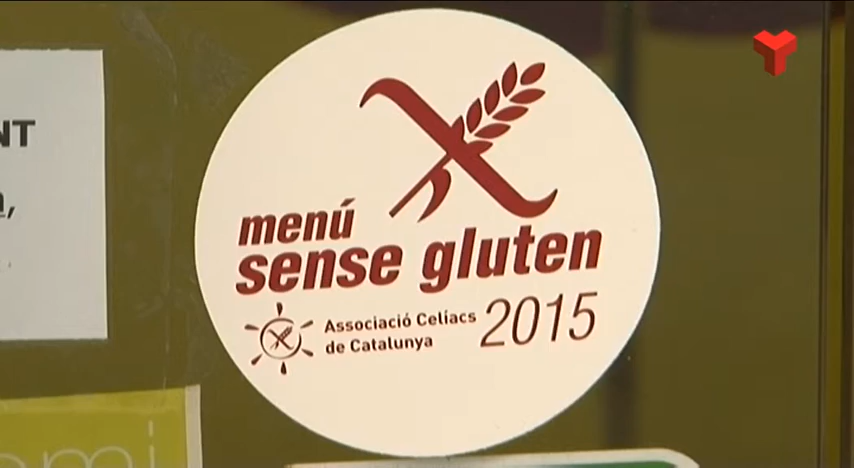 NT
menú
sense gluten
Associació Celíacs
de Catalunya
2015